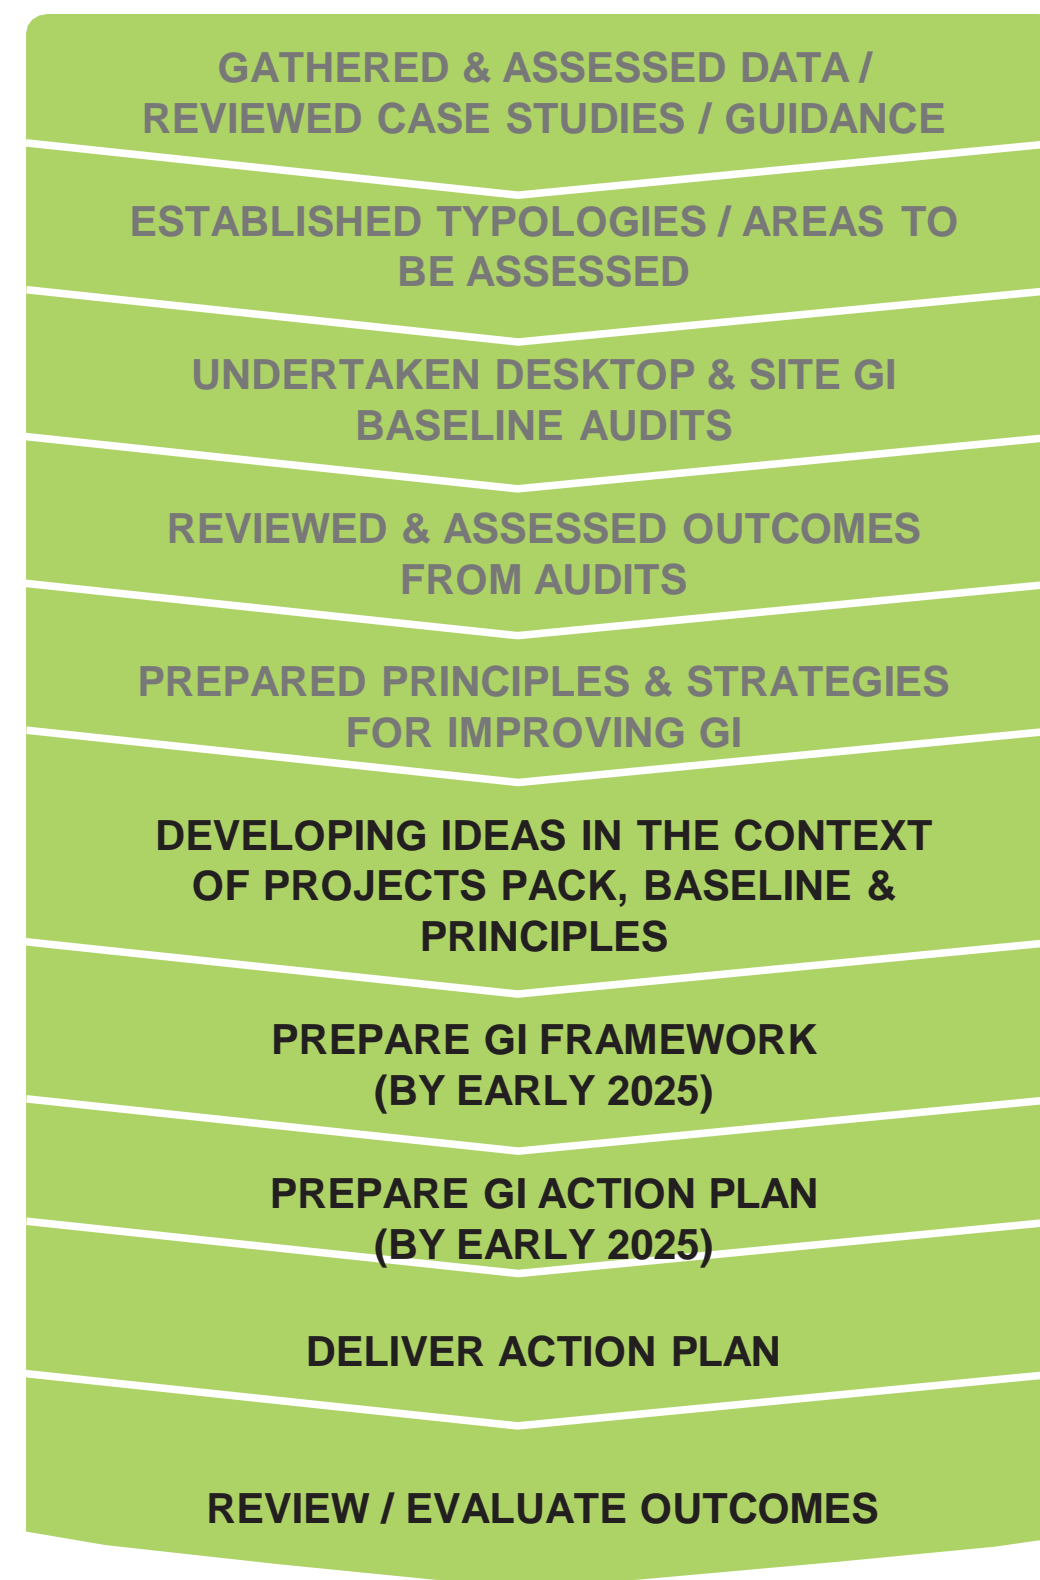 GATHERED & ASSESSED DATA /
REVIEWED CASE STUDIES / GUIDANCE
ESTABLISHED TYPOLOGIES / AREAS TO
BE ASSESSED
UNDERTAKEN DESKTOP & SITE GI
BASELINE AUDITS
REVIEWED & ASSESSED OUTCOMES
FROM AUDITS
PREPARED PRINCIPLES & STRATEGIES
FOR IMPROVING GI
DEVELOPING IDEAS IN THE CONTEXT
OF PROJECTS PACK, BASELINE &
PRINCIPLES
PREPARE GI FRAMEWORK
(BY EARLY 2025)
PREPARE GI ACTION PLAN
(BY EARLY 2025)
DELIVER ACTION PLAN
REVIEW / EVALUATE OUTCOMES